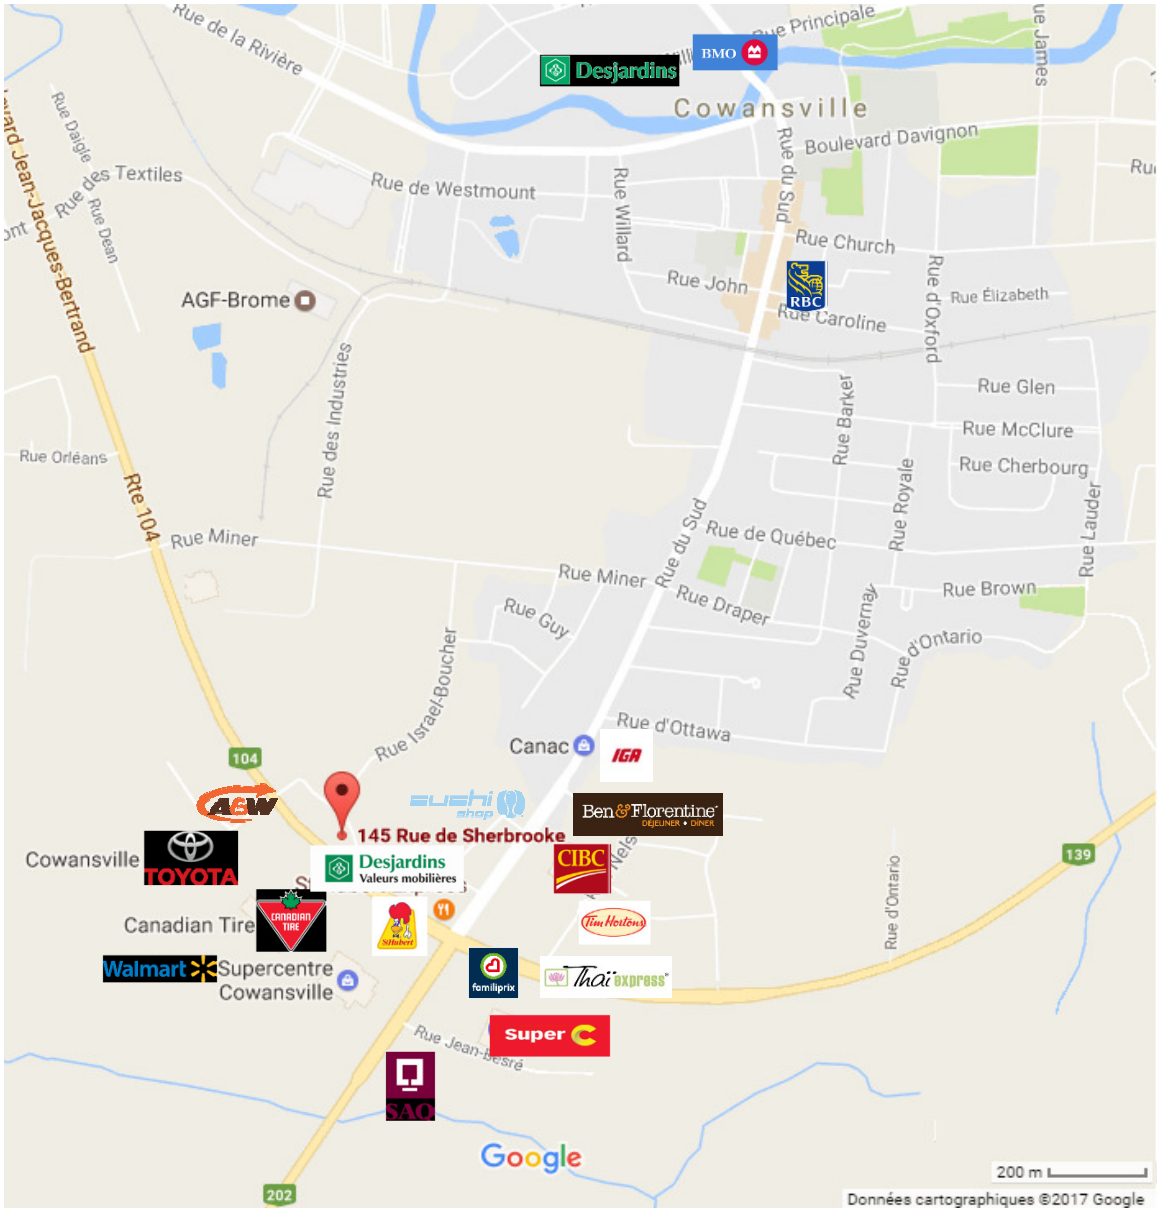 Rue de la Rivière
Rue Principale
Rue James
Desjardins
BMO
Cowansville
Rue Daigle
Boulevard Davignon
Rue du Sud
Rue des Textiles
Rue de Westmount
Rue Willard
Rue Dean
Rue Church
Jean-Jacques-Bertrand
Rue John
RBC
Rue d'Oxford
Rue Élizabeth
AGF-Brome
Rue Caroline
Rue des Industries
Rue Barker
Rue Glen
Rue McClure
Rue Orléans
Rue Cherbourg
Rte 104
Rue Royale
Rue Lauder
Rue Miner
Rue du Sud
Rue de Québec
Rue Miner
Rue Draper
Rue Brown
Rue Guy
Rue Duvernay
Rue d'Ontario
Rue Israel-Boucher
Rue d'Ottawa
Canac
IGA
104
A&W
sushi
shop
Ben & Florentine
DÉJEUNER • DINER
145 Rue de Sherbrooke
Cowansville
TOYOTA
Desjardins
Valeurs mobilières
CIBC
139
Rue d'Ontario
Canadian Tire
CANADIAN
TIRE
St-Hubert
Tim Hortons
Walmart
Supercentre
Cowansville
familiprix
Thaï express
Super C
Rue Jean-Besré
SAQ
Google
202
200 m
Données cartographiques ©2017 Google